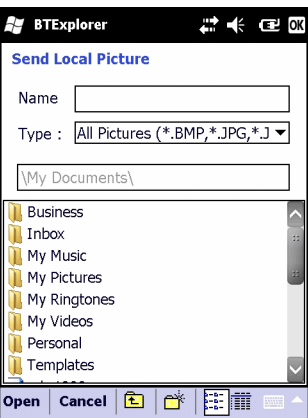 BTExplorer
OK
Send Local Picture
Name
Type : All Pictures (*.BMP,*.JPG,*.J
\My Documents\
Business
Inbox
My Music
My Pictures
My Ringtones
My Videos
Personal
Templates
Open Cancel